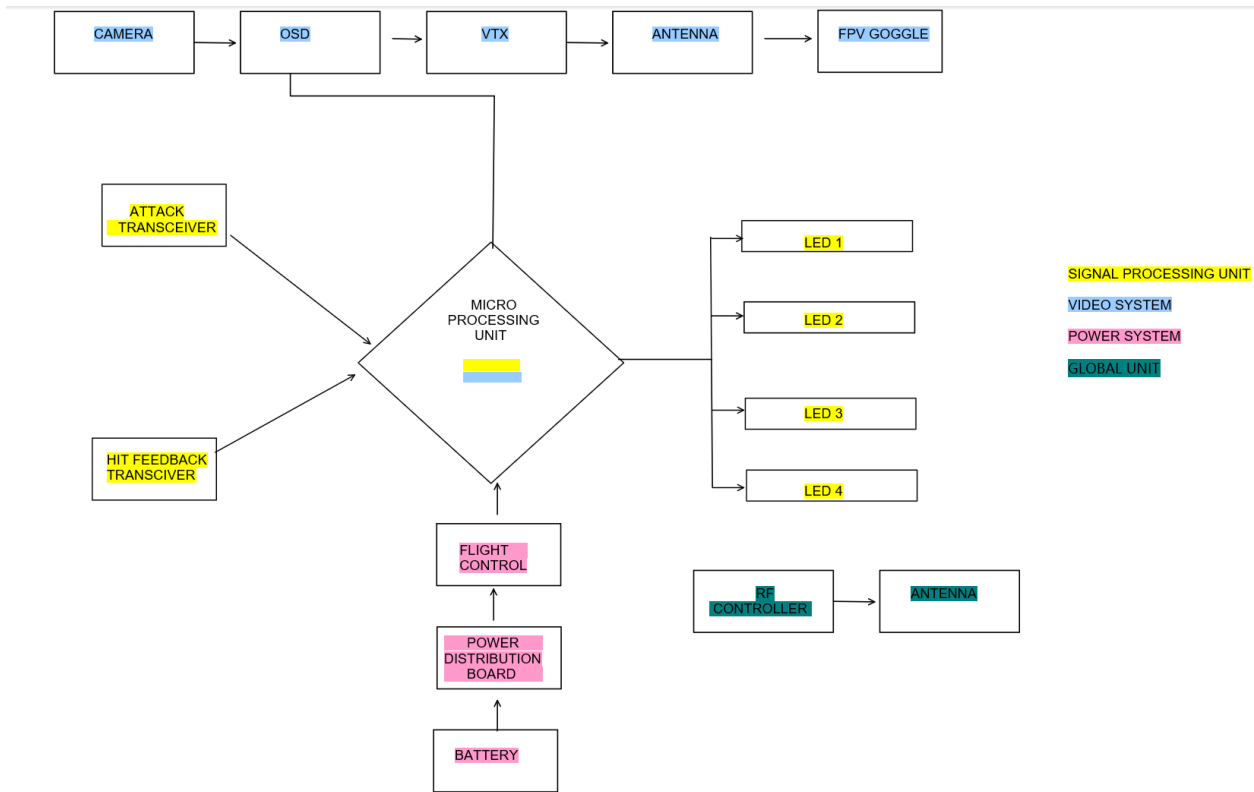 CAMERA
OSD
VTX
ANTENNA
FPV GOGGLE
ATTACK
TRANSCEIVER
HIT FEEDBACK
TRANSCIVER
MICRO
PROCESSING
UNIT
LED 1
LED 2
LED 3
LED 4
SIGNAL PROCESSING UNIT
VIDEO SYSTEM
POWER SYSTEM
GLOBAL UNIT
FLIGHT
CONTROL
POWER
DISTRIBUTION
BOARD
BATTERY
RF
CONTROLLER
ANTENNA